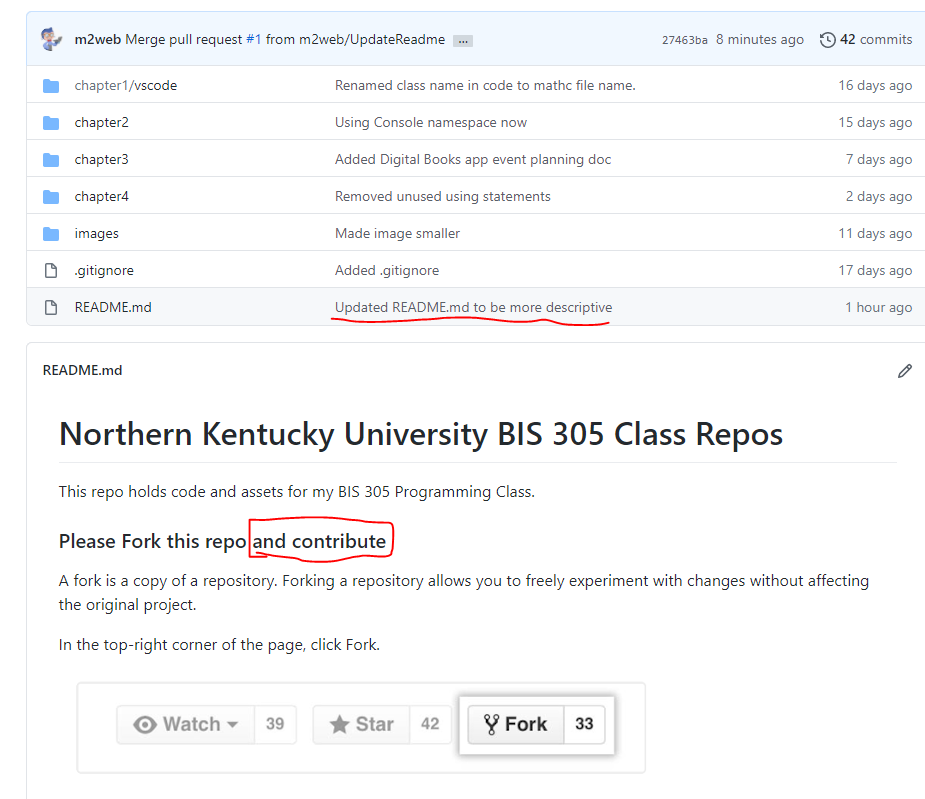 m2web Merge pull request #1 from m2web/UpdateReadme ... 27463ba 8 minutes ago 42 commits
chapter1/vscode Renamed class name in code to mathc file name. 16 days ago
chapter2 Using Console namespace now 15 days ago
chapter3 Added Digital Books app event planning doc 7 days ago
chapter4 Removed unused using statements 2 days ago
images Made image smaller 11 days ago
.gitignore Added .gitignore 17 days ago
README.md Updated README.md to be more descriptive 1 hour ago
README.md
Northern Kentucky University BIS 305 Class Repos
This repo holds code and assets for my BIS 305 Programming Class.
Please Fork this repo and contribute
A fork is a copy of a repository. Forking a repository allows you to freely experiment with changes without affecting
the original project.
In the top-right corner of the page, click Fork.
Watch 39 Star 42 Fork 33